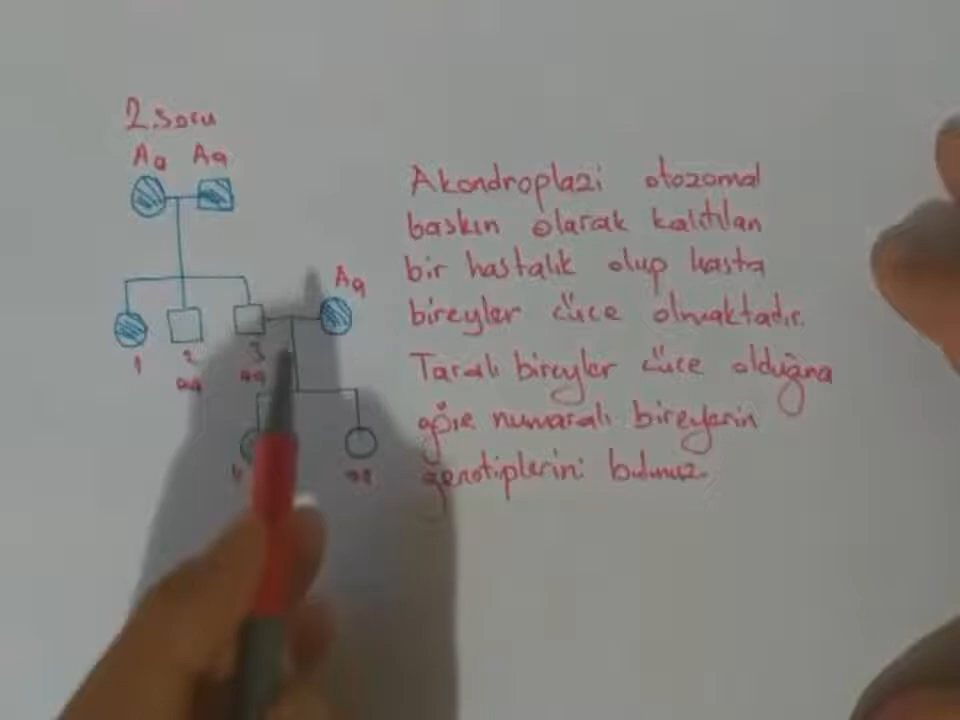 2. soru
Aa Aa
Akondroplazi otozomal
baskın olarak kalıtılan
bir hastalık olup hasta
Aa
bireyler cüce olmaktadır.
1 2 3
aa aa
Taralı bireyler cüce olduğuna
göre numaralı bireylerin
genotiplerini bulunuz.
4 aa